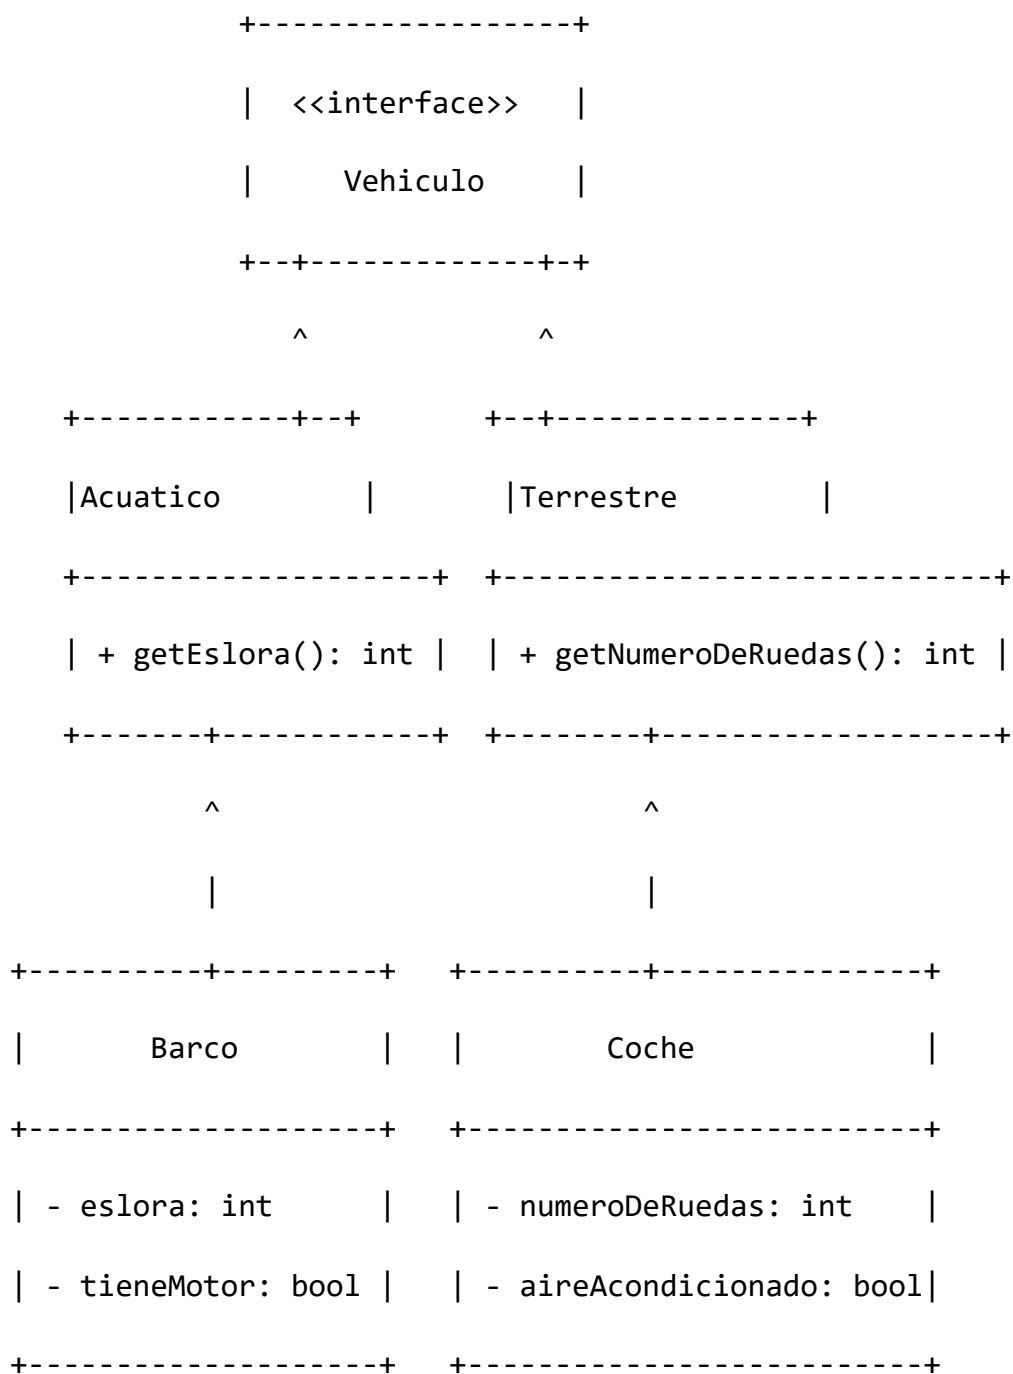 +------------------+
|  <<interface>>   |
|     Vehiculo     |
+--+-------------+-+
^             ^
+------------+--+       +--+--------------+
|Acuatico        |       |Terrestre        |
+--------------------+  +----------------------------+
| + getEslora(): int |  | + getNumeroDeRuedas(): int |
+-------+------------+  +--------+-------------------+
^                        ^
|                        |
+----------+---------+   +----------+---------------+
|       Barco        |   |        Coche             |
+--------------------+   +--------------------------+
| - eslora: int      |   | - numeroDeRuedas: int    |
| - tieneMotor: bool |   | - aireAcondicionado: bool|
+--------------------+   +--------------------------+